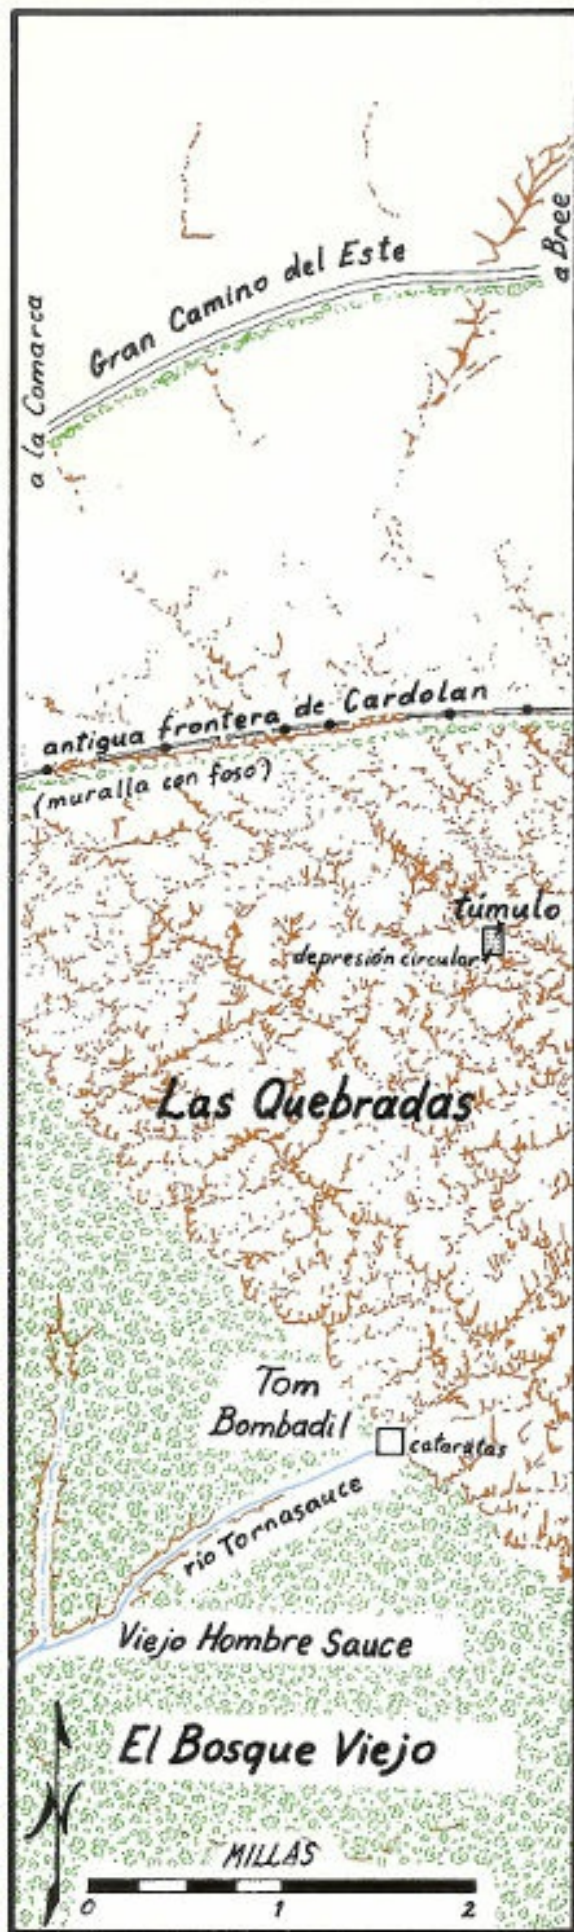 Gran Camino del Este
a Bree
a la Comarca
antigua frontera de Cardolan
(muralla con foso)
túmulo
depresión circular
Las Quebradas
Tom
Bombadil
cataratas
río Tornasauce
Viejo Hombre Sauce
El Bosque Viejo
N
MILLAS
0 1 2